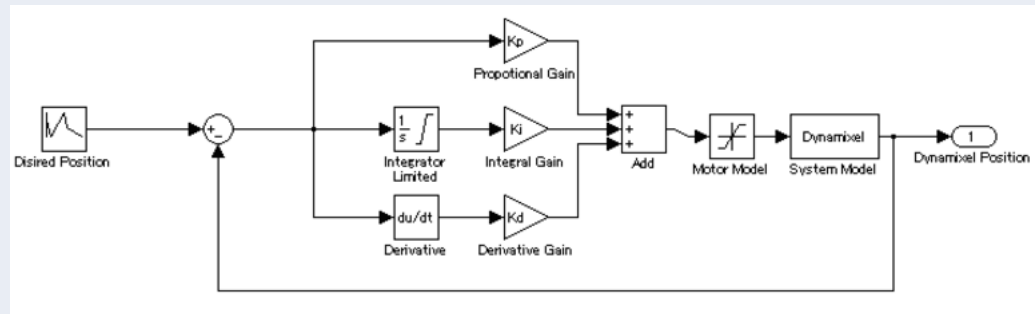 Kp
Propotional Gain
Disired Position
+
-
1
s
Integrator
Limited
Ki
Integral Gain
+
+
+
Add
Motor Model
Dynamixel
System Model
1
Dynamixel Position
du/dt
Derivative
Kd
Derivative Gain